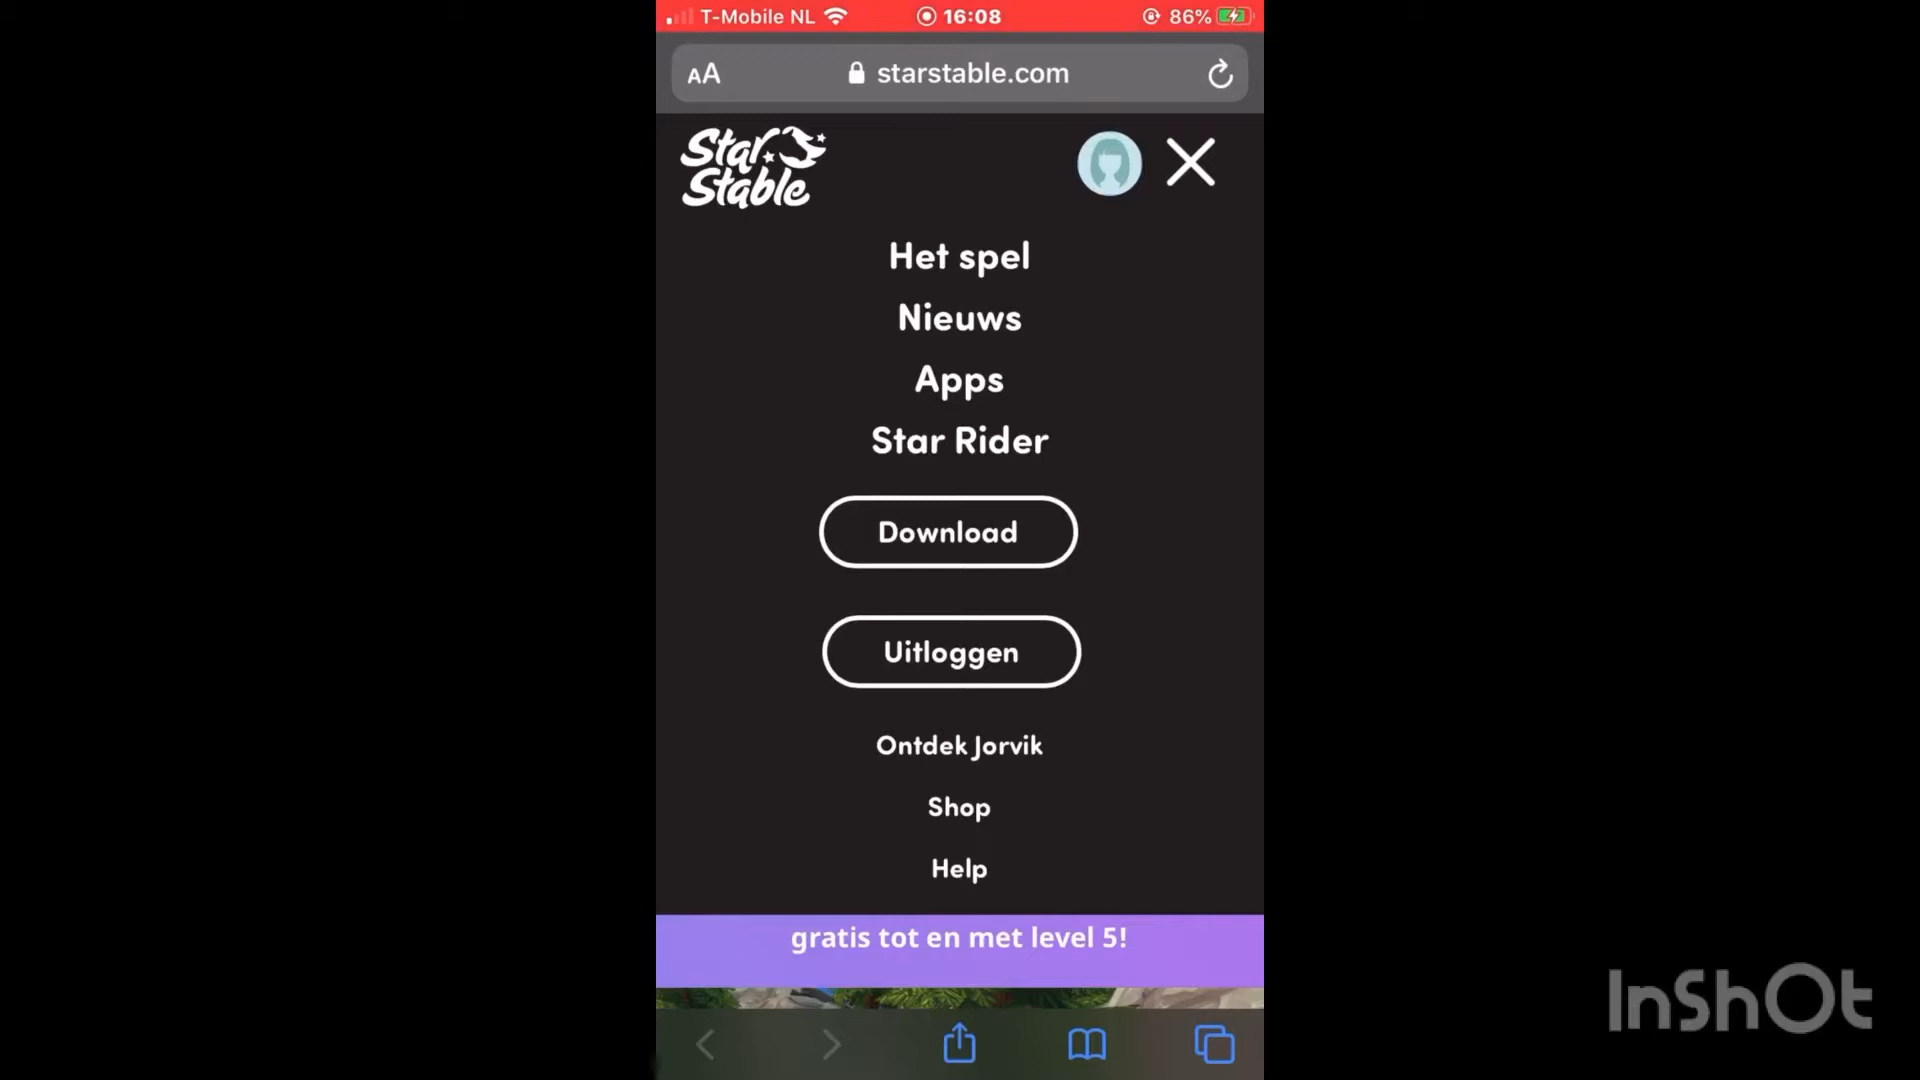 T-Mobile NL 16:08 86%
AA starstable.com
Star
Stable
Het spel
Nieuws
Apps
Star Rider
Download
Uitloggen
Ontdek Jorvik
Shop
Help
gratis tot en met level 5!
InShOt